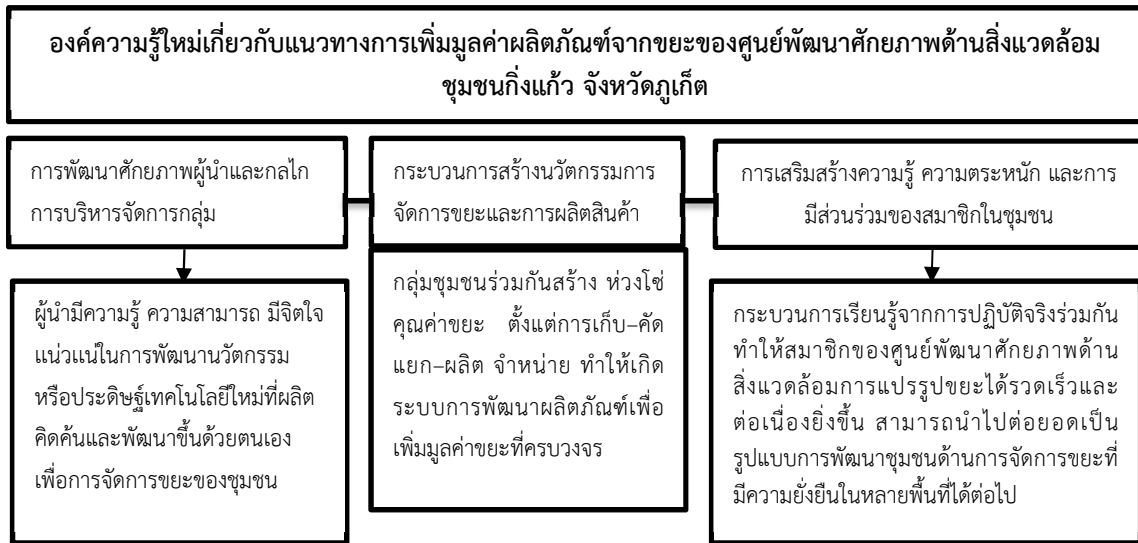 องค์ความรู้ใหม่เกี่ยวกับแนวทางการเพิ่มมูลค่าผลิตภัณฑ์จากขยะของศูนย์พัฒนาศักยภาพด้านสิ่งแวดล้อม
ชุมชนกิ่งแก้ว จังหวัดภูเก็ต
การพัฒนาศักยภาพผู้นำและกลไก
การบริหารจัดการกลุ่ม
กระบวนการสร้างนวัตกรรมการ
จัดการขยะและการผลิตสินค้า
การเสริมสร้างความรู้ ความตระหนัก และการ
มีส่วนร่วมของสมาชิกในชุมชน
ผู้นำมีความรู้ ความสามารถ มีจิตใจ
แน่วแน่ในการพัฒนานวัตกรรม
หรือประดิษฐ์เทคโนโลยีใหม่ที่ผลิต
คิดค้นและพัฒนาขึ้นด้วยตนเอง
เพื่อการจัดการขยะของชุมชน
กลุ่มชุมชนร่วมกันสร้าง ห่วงโซ่
คุณค่าขยะ ตั้งแต่การเก็บ–คัด
แยก–ผลิต จำหน่าย ทำให้เกิด
ระบบการพัฒนาผลิตภัณฑ์เพื่อ
เพิ่มมูลค่าขยะที่ครบวงจร
กระบวนการเรียนรู้จากการปฏิบัติจริงร่วมกัน
ทำให้สมาชิกของศูนย์พัฒนาศักยภาพด้าน
สิ่งแวดล้อมการแปรรูปขยะได้รวดเร็วและ
ต่อเนื่องยิ่งขึ้น สามารถนำไปต่อยอดเป็น
รูปแบบการพัฒนาชุมชนด้านการจัดการขยะที่
มีความยั่งยืนในหลายพื้นที่ได้ต่อไป